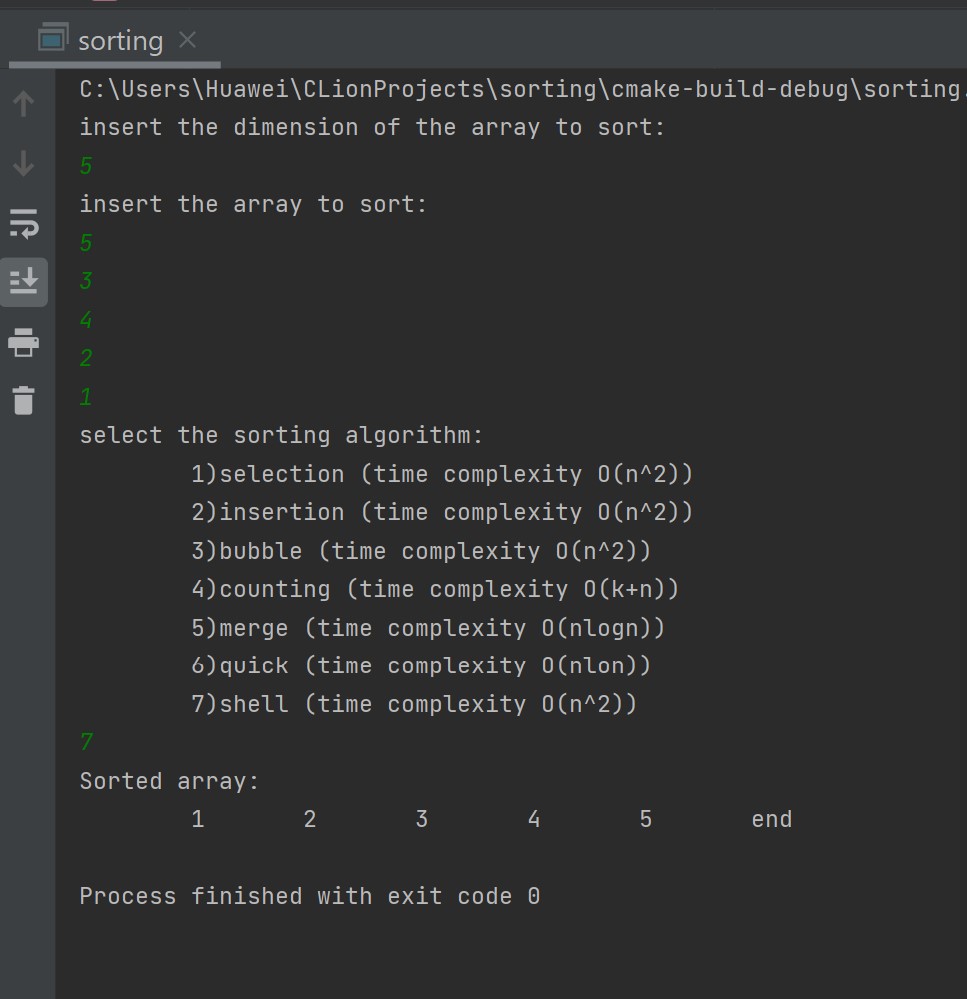 sorting
C:\Users\Huawei\CLionProjects\sorting\cmake-build-debug\sorting.
insert the dimension of the array to sort:
5
insert the array to sort:
5
3
4
2
1
select the sorting algorithm:
1)selection (time complexity O(n^2))
2)insertion (time complexity O(n^2))
3)bubble (time complexity O(n^2))
4)counting (time complexity O(k+n))
5)merge (time complexity O(nlogn))
6)quick (time complexity O(nlon))
7)shell (time complexity O(n^2))
7
Sorted array:
1 2 3 4 5 end
Process finished with exit code 0